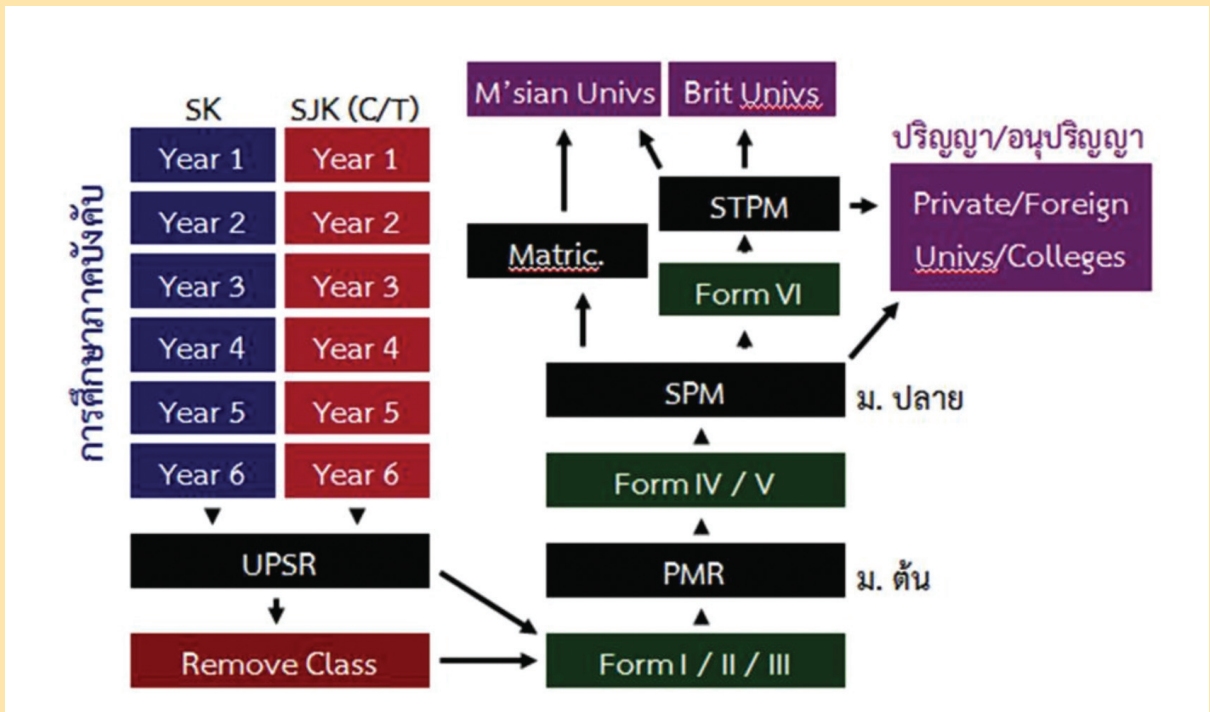 การศึกษาภาคบังคับ
SK
SJK (C/T)
Year 1
Year 1
Year 2
Year 2
Year 3
Year 3
Year 4
Year 4
Year 5
Year 5
Year 6
Year 6
UPSR
Remove Class
M'sian Univs
Brit Univs
ปริญญา/อนุปริญญา
Private/Foreign
Univs/Colleges
STPM
Matric.
Form VI
SPM
ม. ปลาย
Form IV / V
PMR
ม. ต้น
Form I / II / III